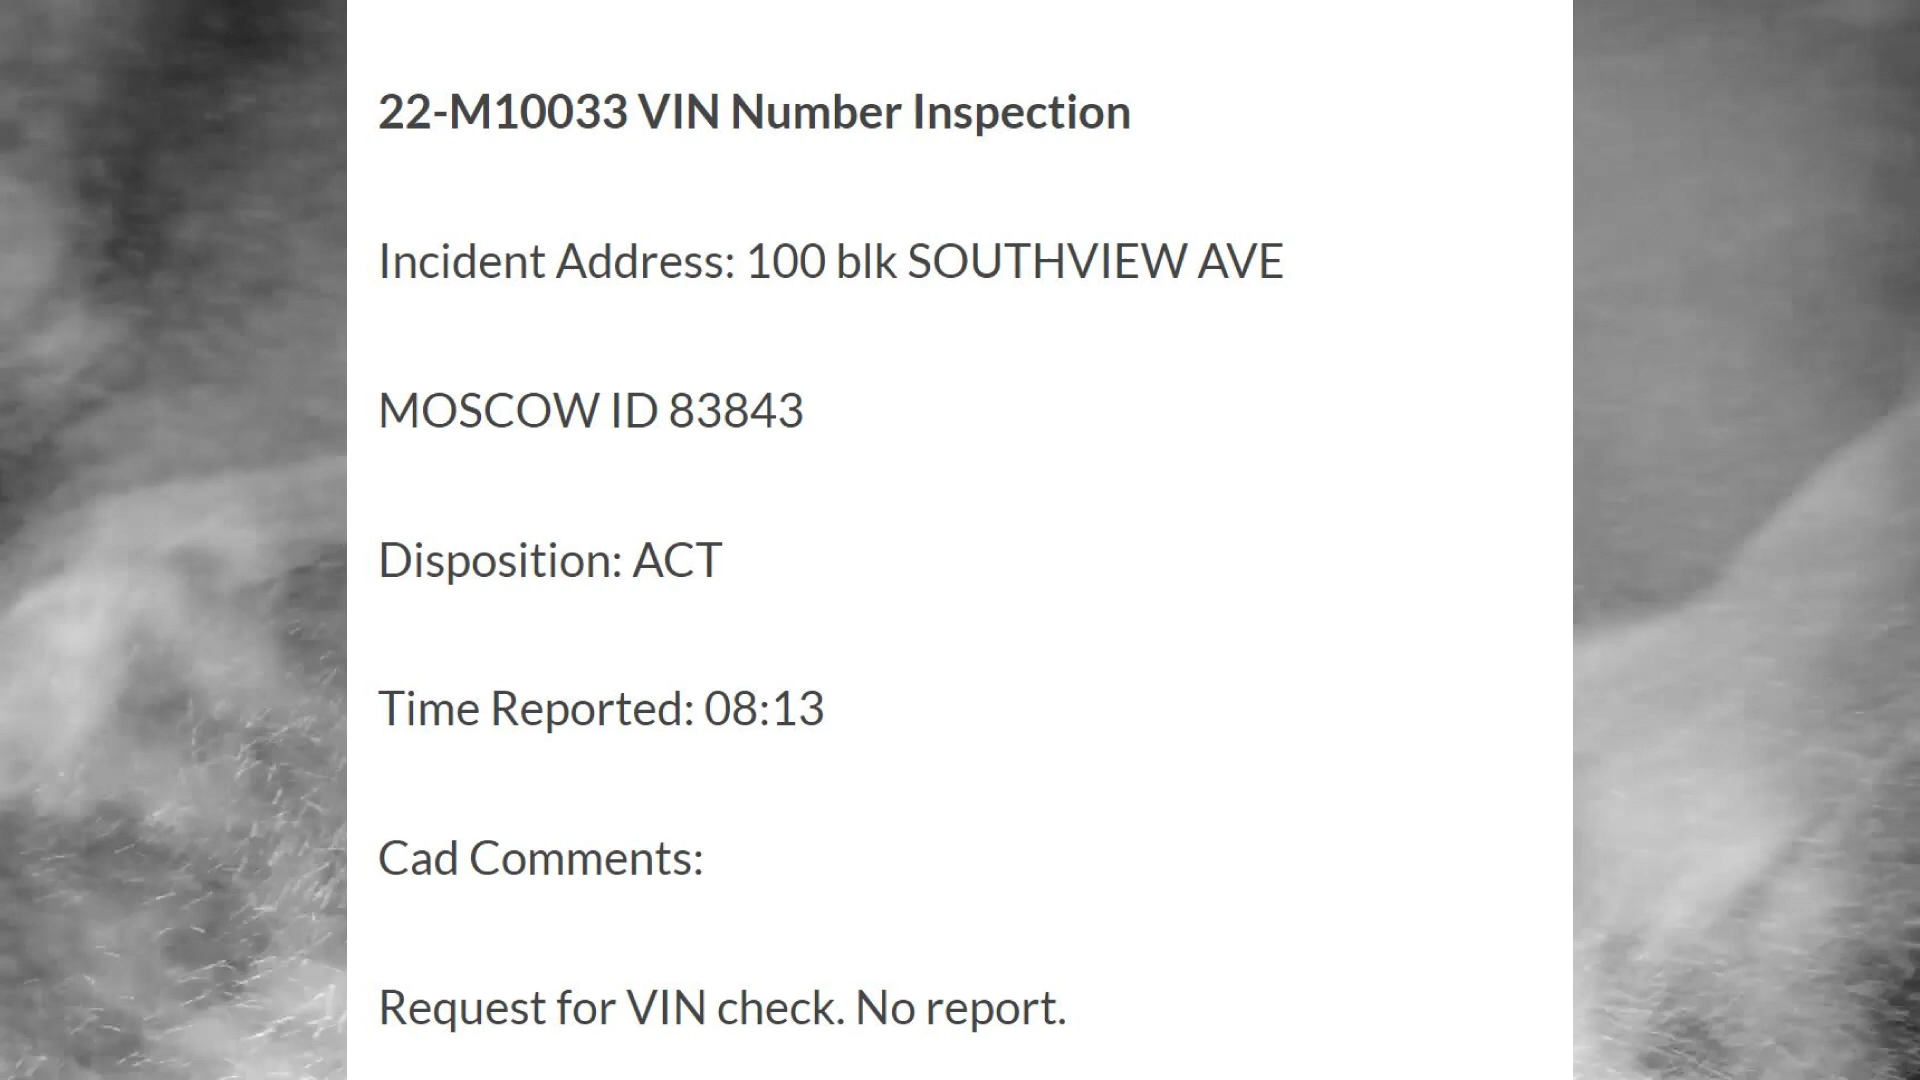 22-M10033 VIN Number Inspection
Incident Address: 100 blk SOUTHVIEW AVE
MOSCOW ID 83843
Disposition: ACT
Time Reported: 08:13
Cad Comments:
Request for VIN check. No report.